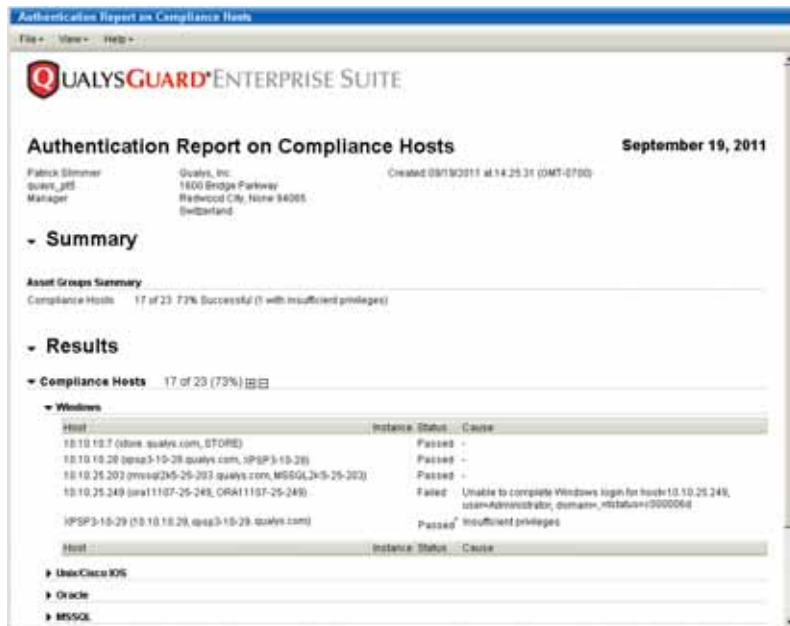 Authentication Report on Compliance Hosts
File View Help
QUALYSGUARD® ENTERPRISE SUITE
Authentication Report on Compliance Hosts September 19, 2011
Patrick Slimmer Qualys, Inc. Created 09/19/2011 at 14:25:31 (GMT-0700)
1600 Bridge Parkway
Manager Redwood City, None 94065
Switzerland
Summary
Asset Groups Summary
Compliance Hosts 17 of 23 73% Successful (1 with insufficient privileges)
Results
Compliance Hosts 17 of 23 (73%)
Windows
Host Instance Status Cause
10.10.10.7 (store.qualys.com, STORE) Passed -
10.10.10.28 (xpsp3-10-28.qualys.com, XPSP3-10-28) Passed -
10.10.25.203 (mssql2k5-25-203.qualys.com, MSSQL2K5-25-203) Passed -
10.10.25.249 (ora11107-25-249, ORA11107-25-249) Failed Unable to complete Windows login for host=10.10.25.249,
user=Administrator, domain=, ntstatus=c000006d
XPSP3-10-29 (10.10.10.29, xpsp3-10-29.qualys.com) Passed* Insufficient privileges
Host Instance Status Cause
Unix/Cisco IOS
Oracle
MSSQL